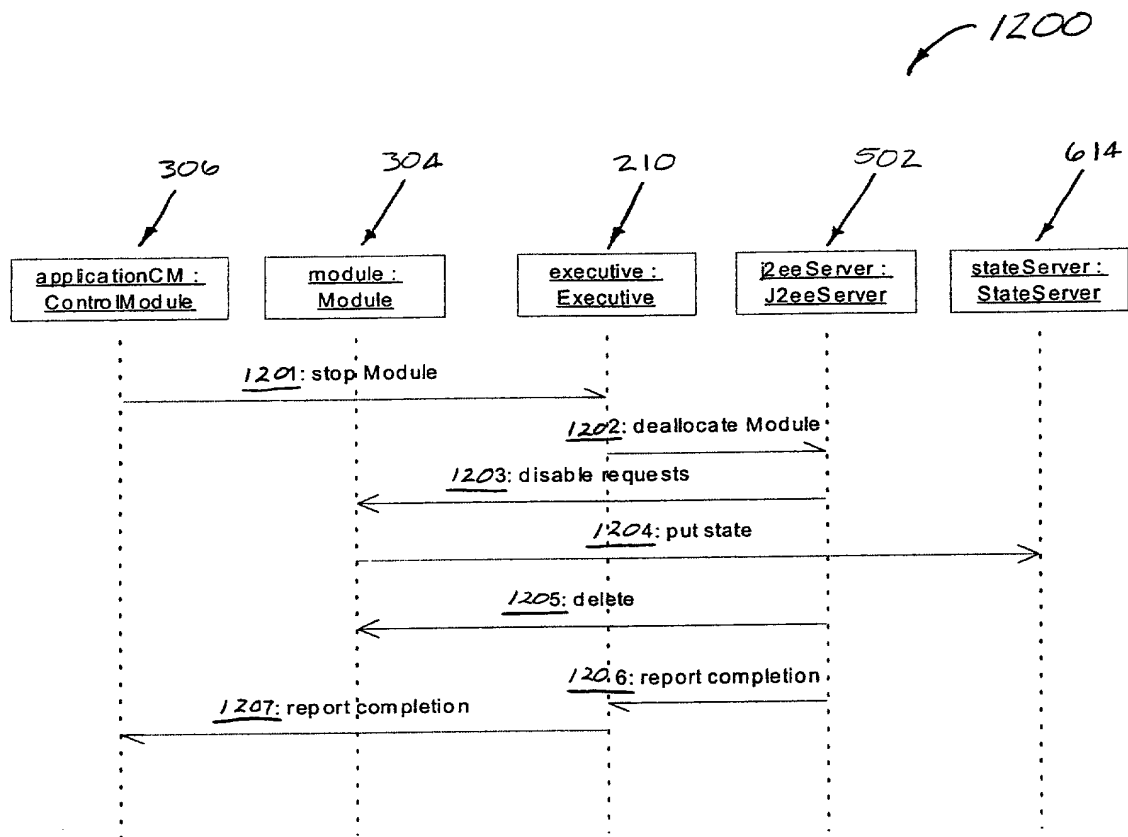 1200
306
304
210
502
614
applicationCM :
ControlModule
module :
Module
executive :
Executive
j2eeServer :
J2eeServer
stateServer :
StateServer
1201: stop Module
1202: deallocate Module
1203: disable requests
1204: put state
1205: delete
1206: report completion
1207: report completion